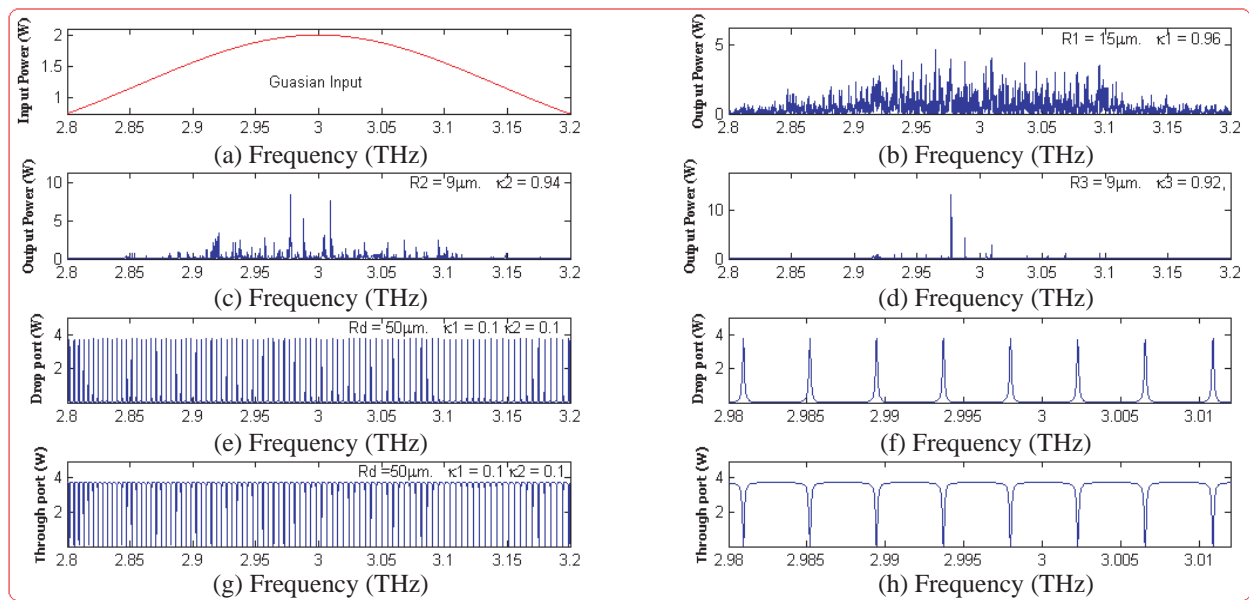 Input Power (W)
2
1.5
1
Guasian Input
2.8 2.85 2.9 2.95 3 3.05 3.1 3.15 3.2
(a) Frequency (THz)
Output Power (W)
5
0
R1 = 15μm. κ1 = 0.96
2.8 2.85 2.9 2.95 3 3.05 3.1 3.15 3.2
(b) Frequency (THz)
Output Power (W)
10
5
0
R2 = 9μm. κ2 = 0.94
2.8 2.85 2.9 2.95 3 3.05 3.1 3.15 3.2
(c) Frequency (THz)
Output Power (W)
10
0
R3 = 9μm. κ3 = 0.92,
2.8 2.85 2.9 2.95 3 3.05 3.1 3.15 3.2
(d) Frequency (THz)
Drop port (W)
4
2
Rd = 50μm. κ1 = 0.1 κ2 = 0.1
2.8 2.85 2.9 2.95 3 3.05 3.1 3.15 3.2
(e) Frequency (THz)
Drop port (W)
4
2
2.98 2.985 2.99 2.995 3 3.005 3.01
(f) Frequency (THz)
Through port (W)
4
2
Rd =50μm. κ1 = 0.1 κ2 = 0.1
2.8 2.85 2.9 2.95 3 3.05 3.1 3.15 3.2
(g) Frequency (THz)
Through port (W)
4
2
2.98 2.985 2.99 2.995 3 3.005 3.01
(h) Frequency (THz)